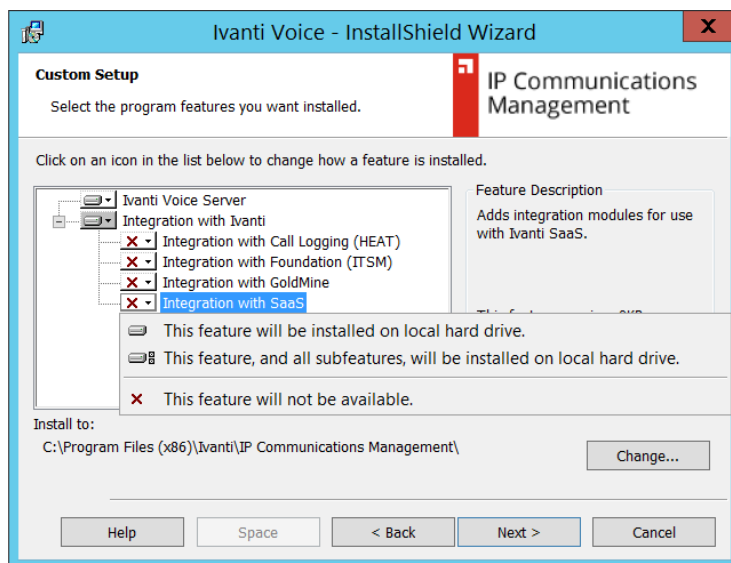 Ivanti Voice - InstallShield Wizard
X
Custom Setup
Select the program features you want installed.
IP Communications
Management
Click on an icon in the list below to change how a feature is installed.
Ivanti Voice Server
Integration with Ivanti
Integration with Call Logging (HEAT)
Integration with Foundation (ITSM)
Integration with GoldMine
Integration with SaaS
Feature Description
Adds integration modules for use
with Ivanti SaaS.
This feature will be installed on local hard drive.
This feature, and all subfeatures, will be installed on local hard drive.
This feature will not be available.
Install to:
C:\Program Files (x86)\Ivanti\IP Communications Management\
Change...
Help
Space
< Back
Next >
Cancel